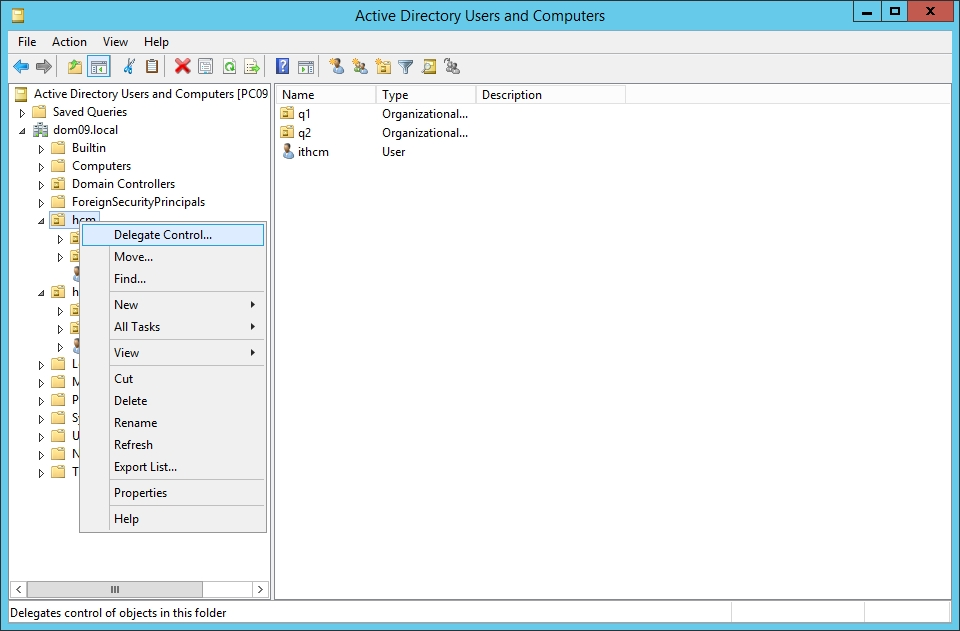 Active Directory Users and Computers
File Action View Help
Active Directory Users and Computers [PC09
Saved Queries
dom09.local
Builtin
Computers
Domain Controllers
ForeignSecurityPrincipals
hcm
Delegate Control...
Move...
Find...
New
All Tasks
View
Cut
Delete
Rename
Refresh
Export List...
Properties
Help
Name Type Description
q1 Organizational...
q2 Organizational...
ithcm User
Delegates control of objects in this folder